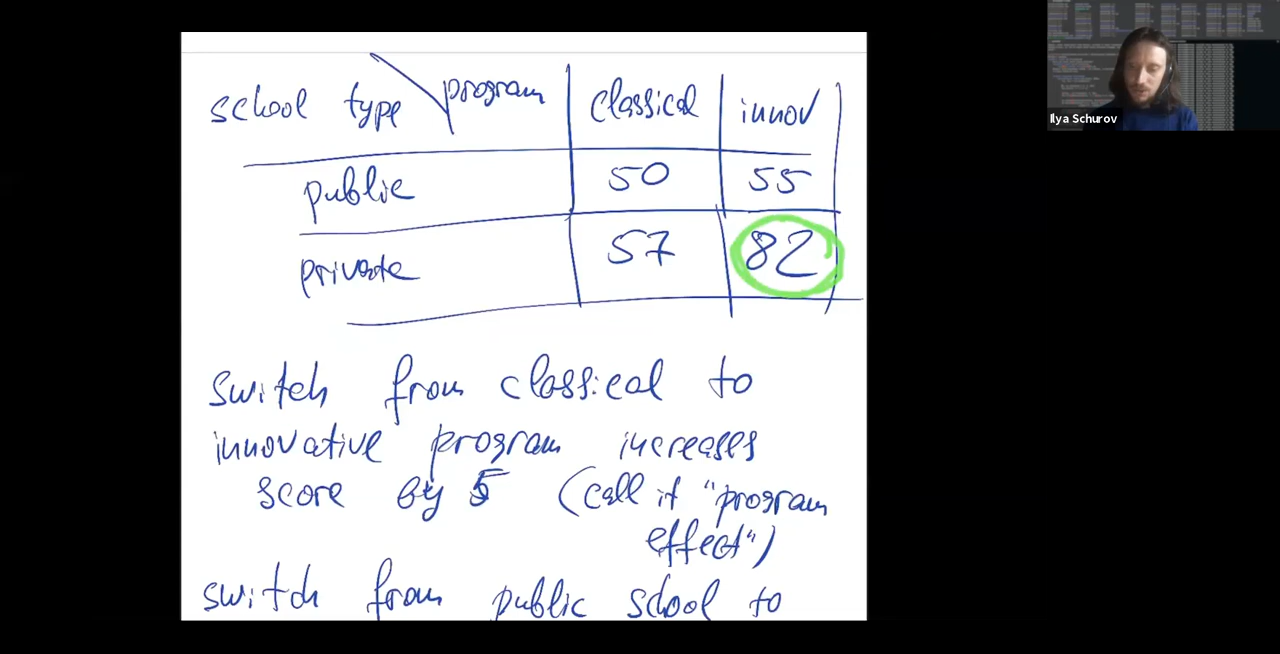 school type program classical innov
public 50 55
private 57 82
switch from classical to
innovative program increases
score by 5 (call it "program
effect")
switch from public school to
Ilya Schurov